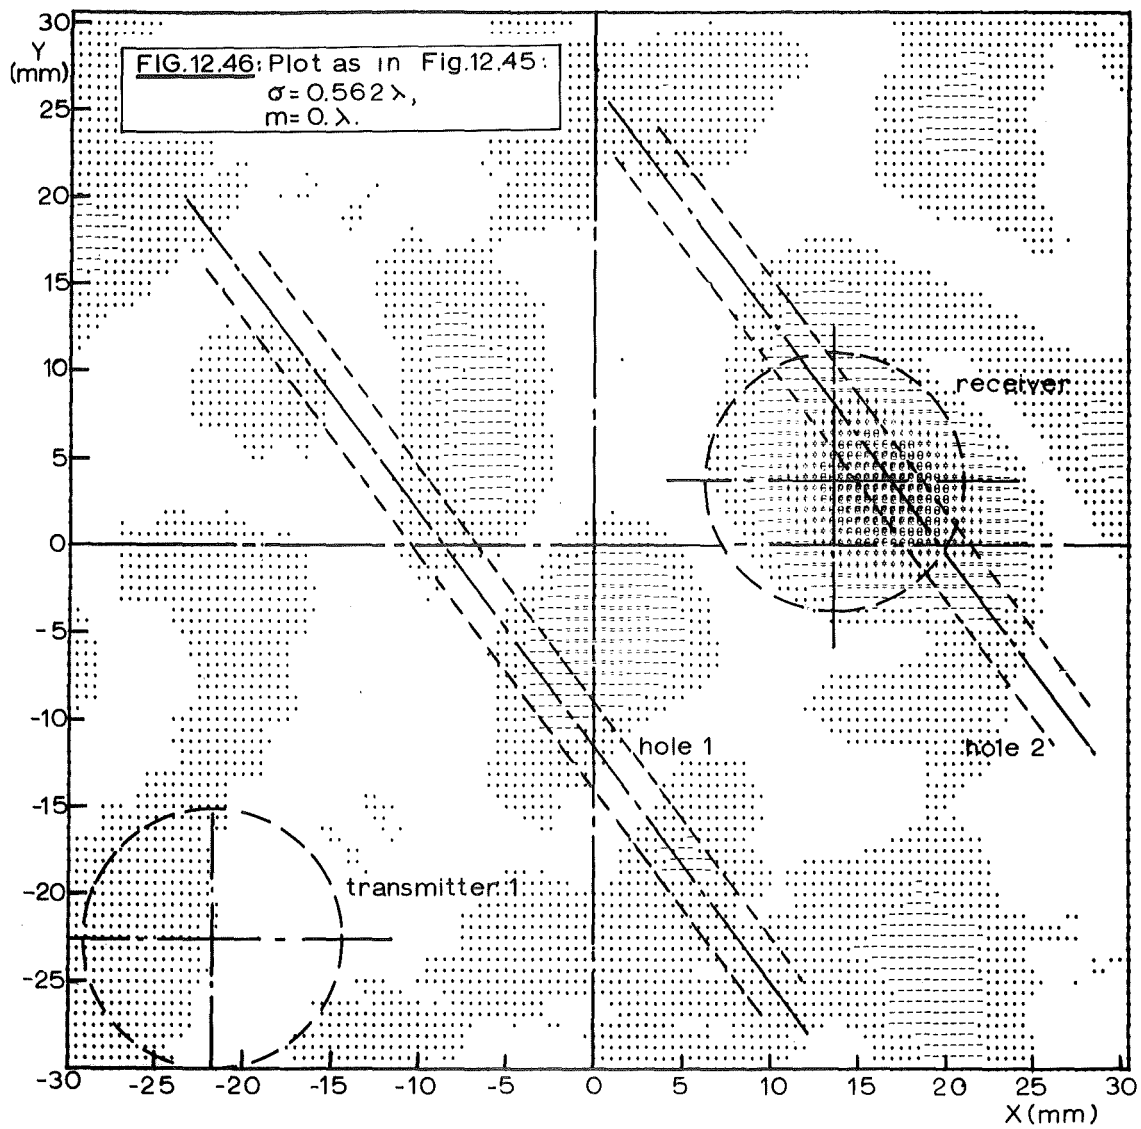 30
Y
(mm)
FIG.12.46: Plot as in Fig.12.45:
σ=0.562λ,
m=0.λ.
25
20
15
10
receiver
5
0
-5
-10
hole 1
hole 2
-15
transmitter 1
-20
-25
-30
-30 -25 -20 -15 -10 -5 0 5 10 15 20 25 30
X(mm)